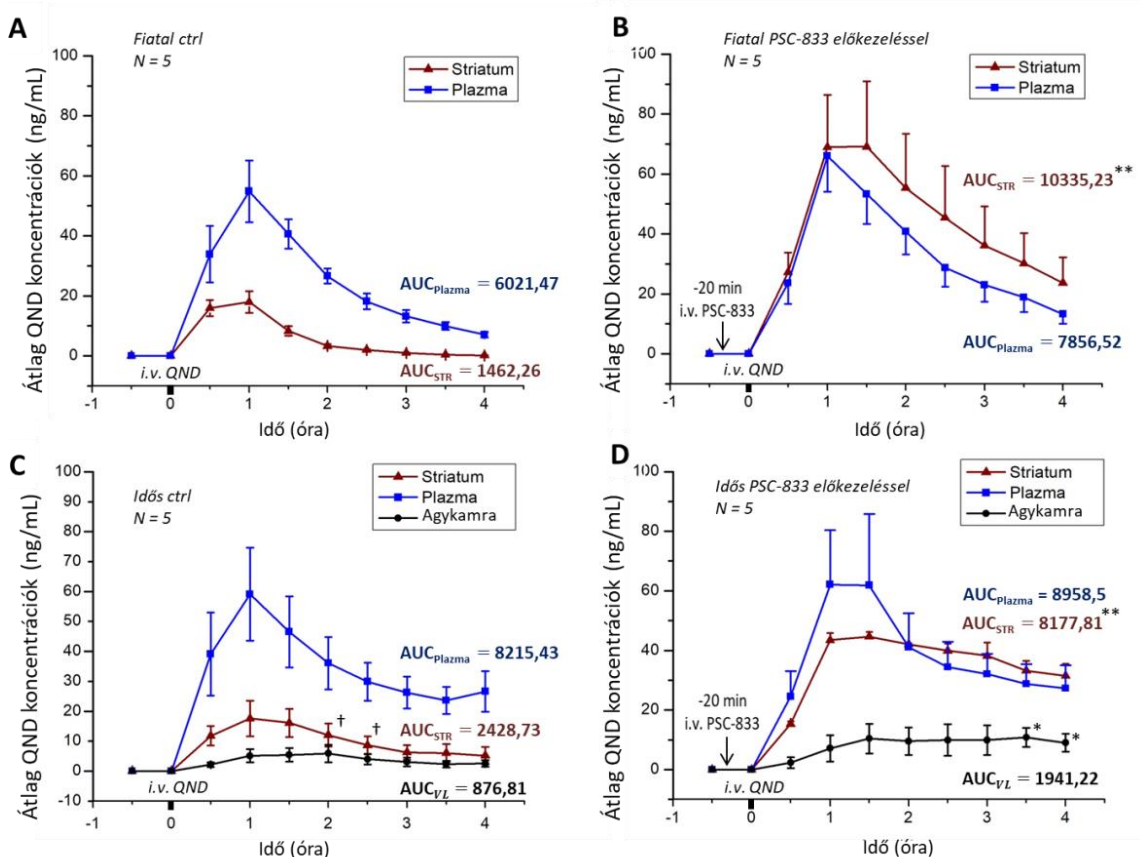 A
Fiatal ctrl
N = 5
Striatum
Plazma
Átlag QND koncentrációk (ng/mL)
100
80
60
40
20
0
AUCPlazma = 6021,47
AUCSTR = 1462,26
i.v. QND
-1 0 1 2 3 4
Idő (óra)
B
Fiatal PSC-833 előkezeléssel
N = 5
Striatum
Plazma
Átlag QND koncentrációk (ng/mL)
100
80
60
40
20
0
AUCSTR = 10335,23**
-20 min
i.v. PSC-833
AUCPlazma = 7856,52
i.v. QND
-1 0 1 2 3 4
Idő (óra)
C
Idős ctrl
N = 5
Striatum
Plazma
Agykamra
Átlag QND koncentrációk (ng/mL)
100
90
80
70
60
50
40
30
20
10
0
-10
AUCPlazma = 8215,43
† †
AUCSTR = 2428,73
AUCVL = 876,81
i.v. QND
-1 0 1 2 3 4
Idő (óra)
D
Idős PSC-833 előkezeléssel
N = 5
Striatum
Plazma
Agykamra
Átlag QND koncentrációk (ng/mL)
100
80
60
40
20
0
AUCPlazma = 8958,5
AUCSTR = 8177,81**
-20 min
i.v. PSC-833
* *
AUCVL = 1941,22
i.v. QND
-1 0 1 2 3 4
Idő (óra)